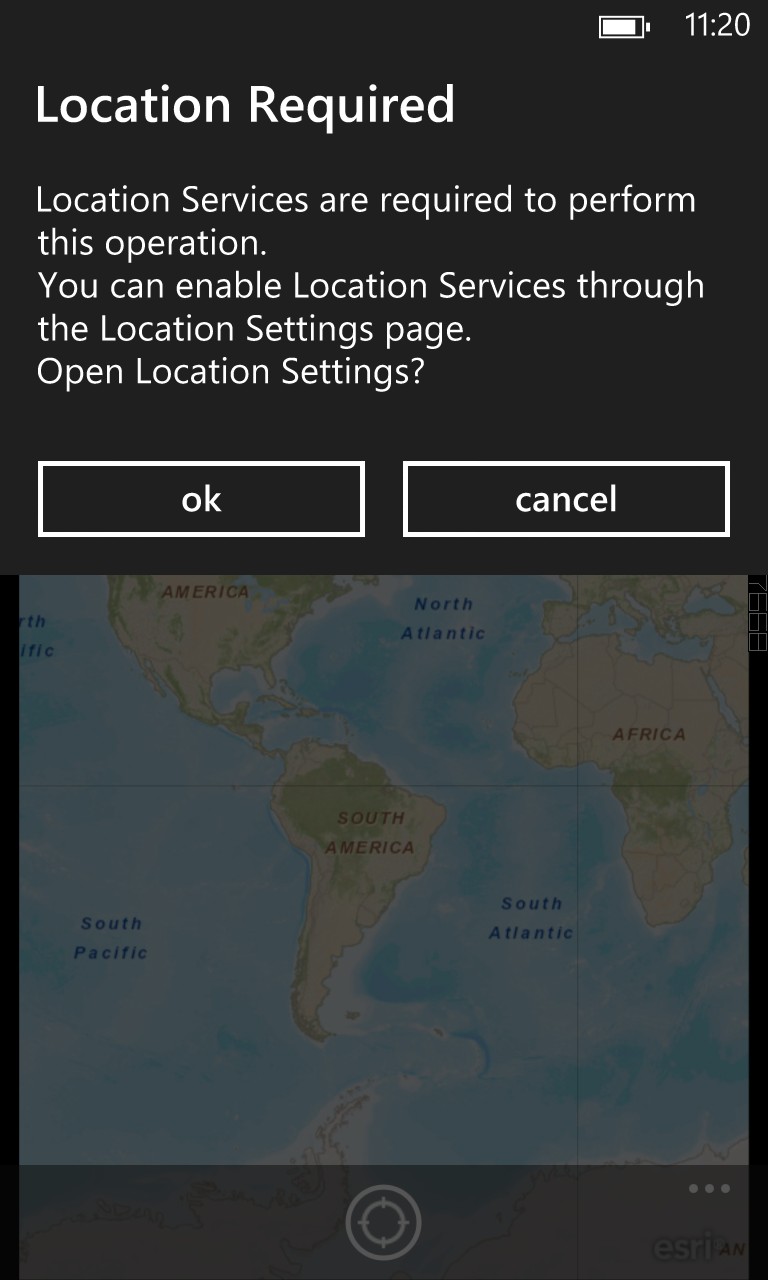 11:20
Location Required
Location Services are required to perform
this operation.
You can enable Location Services through
the Location Settings page.
Open Location Settings?
ok
cancel
AMERICA
North
Atlantic
rth
ific
AFRICA
SOUTH
AMERICA
South
Atlantic
South
Pacific
esri
AN